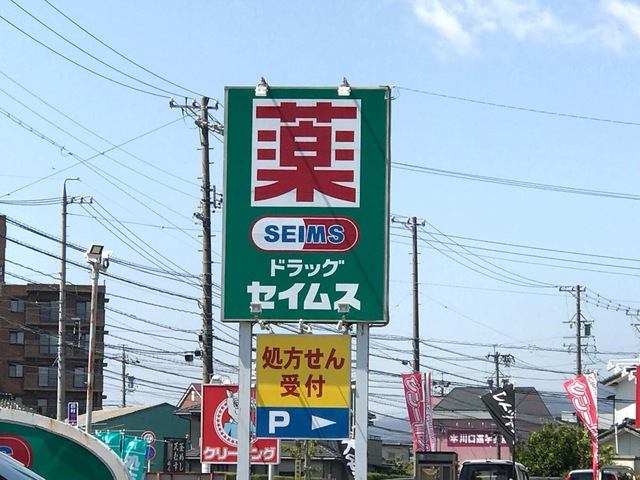 薬
SEIMS
ドラッグ
セイムス
処方せん
受付
P
クリーニング